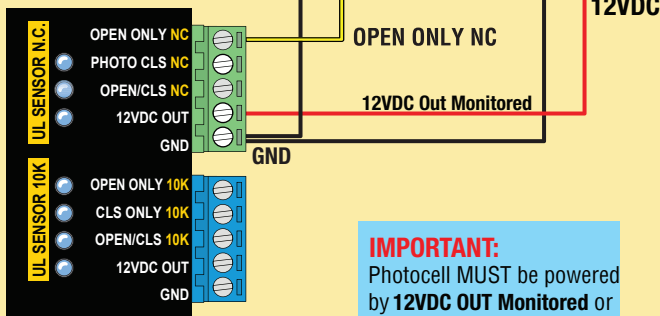 12VDC
UL SENSOR N.C.
OPEN ONLY NC
PHOTO CLS NC
OPEN/CLS NC
12VDC OUT
GND
OPEN ONLY NC
12VDC Out Monitored
GND
UL SENSOR 10K
OPEN ONLY 10K
CLS ONLY 10K
OPEN/CLS 10K
12VDC OUT
GND
IMPORTANT:
Photocell MUST be powered
by 12VDC OUT Monitored or